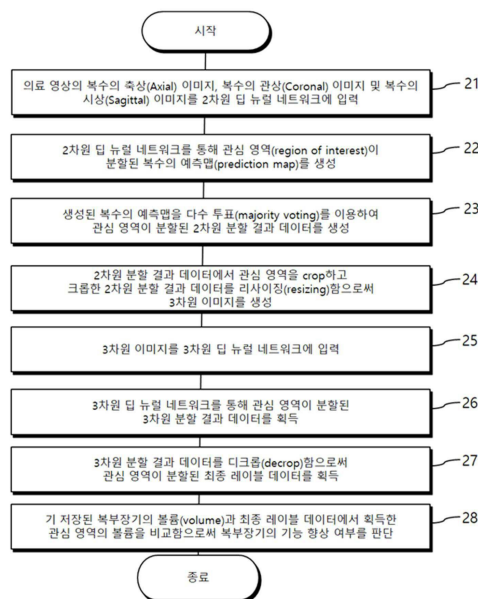 시작
의료 영상의 복수의 축상(Axial) 이미지, 복수의 관상(Coronal) 이미지 및 복수의
시상(Sagittal) 이미지를 2차원 딥 뉴럴 네트워크에 입력
21
2차원 딥 뉴럴 네트워크를 통해 관심 영역(region of interest)이
분할된 복수의 예측맵(prediction map)를 생성
22
생성된 복수의 예측맵을 다수 투표(majority voting)를 이용하여
관심 영역이 분할된 2차원 분할 결과 데이터를 생성
23
2차원 분할 결과 데이터에서 관심 영역을 crop하고
크롭한 2차원 분할 결과 데이터를 리사이징(resizing)함으로써
3차원 이미지를 생성
24
3차원 이미지를 3차원 딥 뉴럴 네트워크에 입력
25
3차원 딥 뉴럴 네트워크를 통해 관심 영역이 분할된
3차원 분할 결과 데이터를 획득
26
3차원 분할 결과 데이터를 디크롭(decrop)함으로써
관심 영역이 분할된 최종 레이블 데이터를 획득
27
기 저장된 복부장기의 볼륨(volume)과 최종 레이블 데이터에서 획득한
관심 영역의 볼륨을 비교함으로써 복부장기의 기능 향상 여부를 판단
28
종료